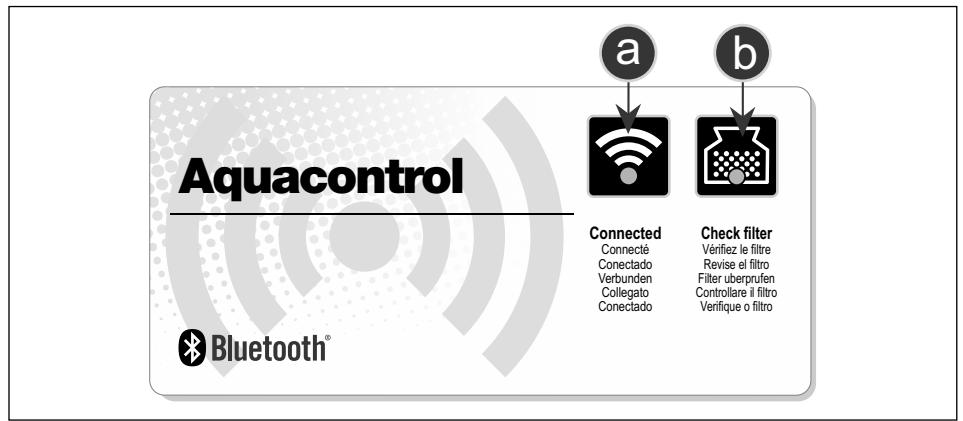 a
b
Aquacontrol
Connected
Connecté
Conectado
Verbunden
Collegato
Conectado
Check filter
Vérifiez le filtre
Revise el filtro
Filter uberprufen
Controllare il filtro
Verifique o filtro
Bluetooth®